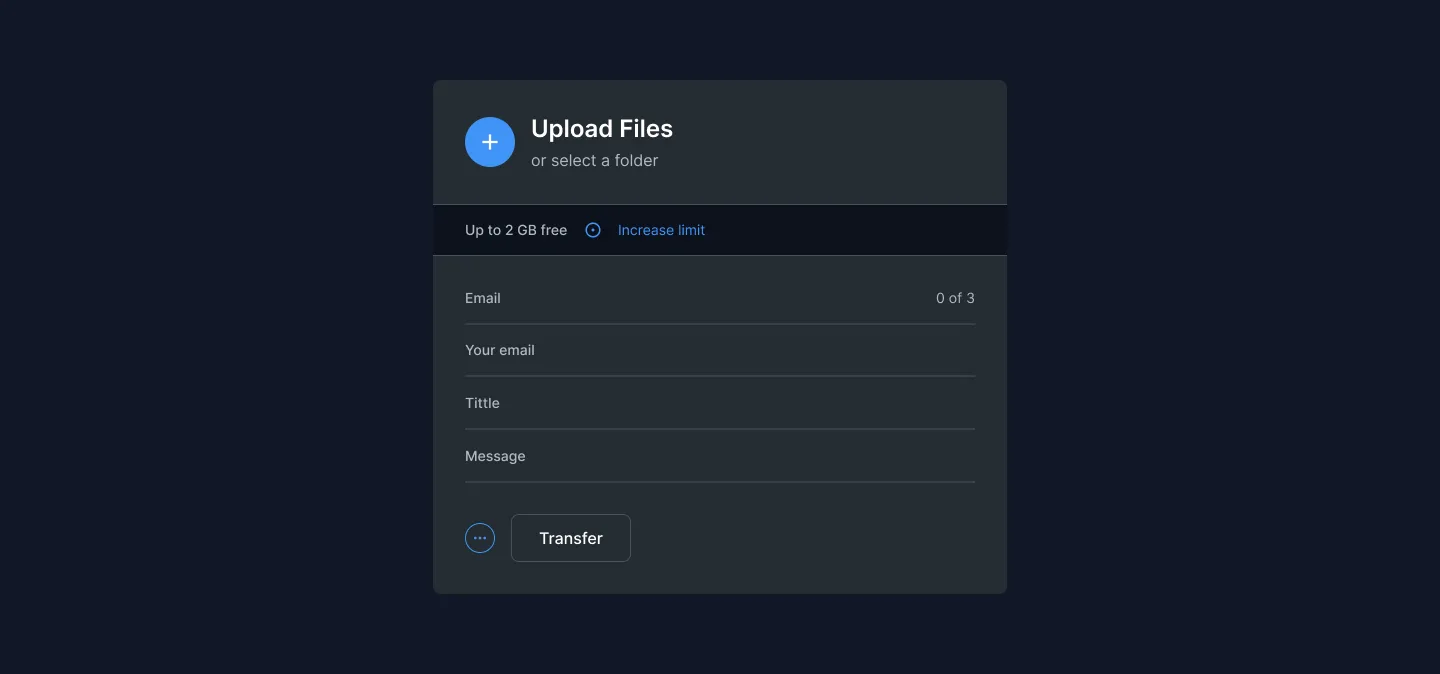 Upload Files
or select a folder
Up to 2 GB free Increase limit
Email 0 of 3
Your email
Tittle
Message
Transfer